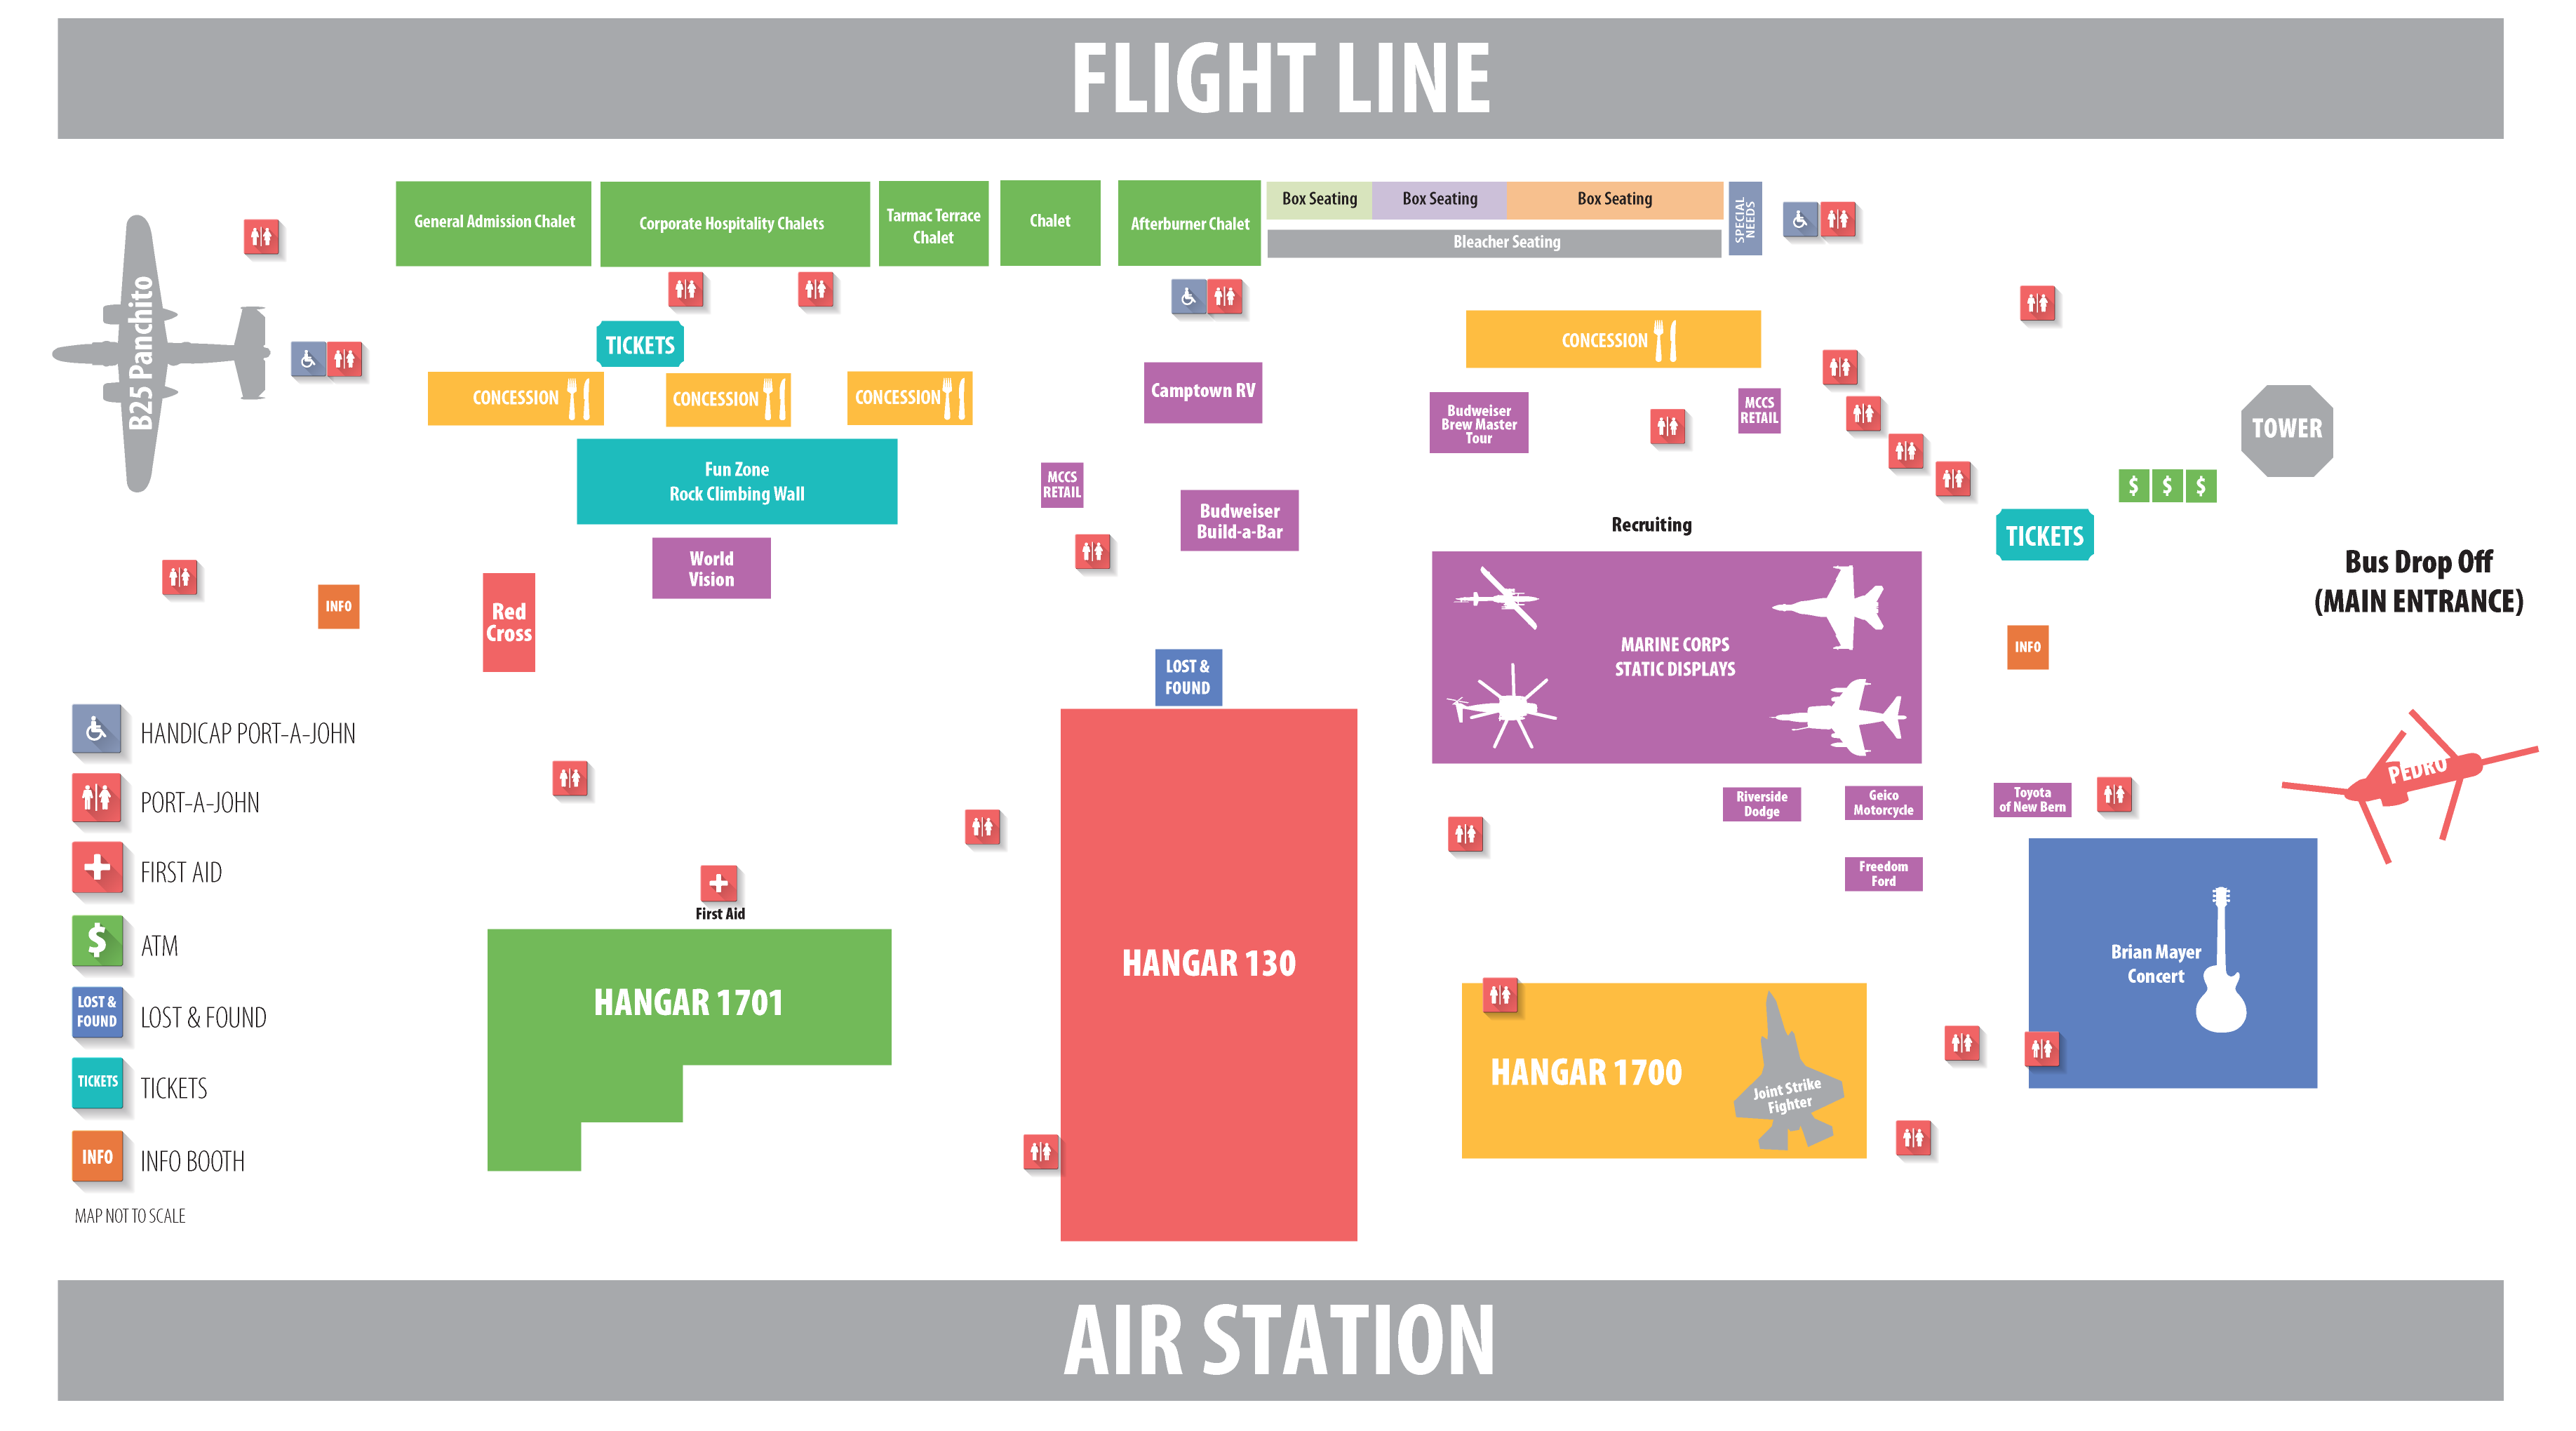 FLIGHT LINE
General Admission Chalet
Corporate Hospitality Chalets
Tarmac Terrace
Chalet
Chalet
Afterburner Chalet
Box Seating
Box Seating
Box Seating
Bleacher Seating
SPECIAL
NEEDS
B25 Panchito
TICKETS
CONCESSION
CONCESSION
CONCESSION
CONCESSION
Camptown RV
Budweiser
Brew Master
Tour
MCCS
RETAIL
TOWER
Fun Zone
Rock Climbing Wall
MCCS
RETAIL
Budweiser
Build-a-Bar
$
$
$
Recruiting
TICKETS
World
Vision
Bus Drop Off
(MAIN ENTRANCE)
INFO
Red
Cross
LOST &
FOUND
MARINE CORPS
STATIC DISPLAYS
INFO
PEDRO
Riverside
Dodge
Geico
Motorcycle
Toyota
of New Bern
Freedom
Ford
First Aid
HANGAR 1701
HANGAR 130
HANGAR 1700
Joint Strike
Fighter
Brian Mayer
Concert
HANDICAP PORT-A-JOHN
PORT-A-JOHN
FIRST AID
$
ATM
LOST &
FOUND
LOST & FOUND
TICKETS
TICKETS
INFO
INFO BOOTH
MAP NOT TO SCALE
AIR STATION